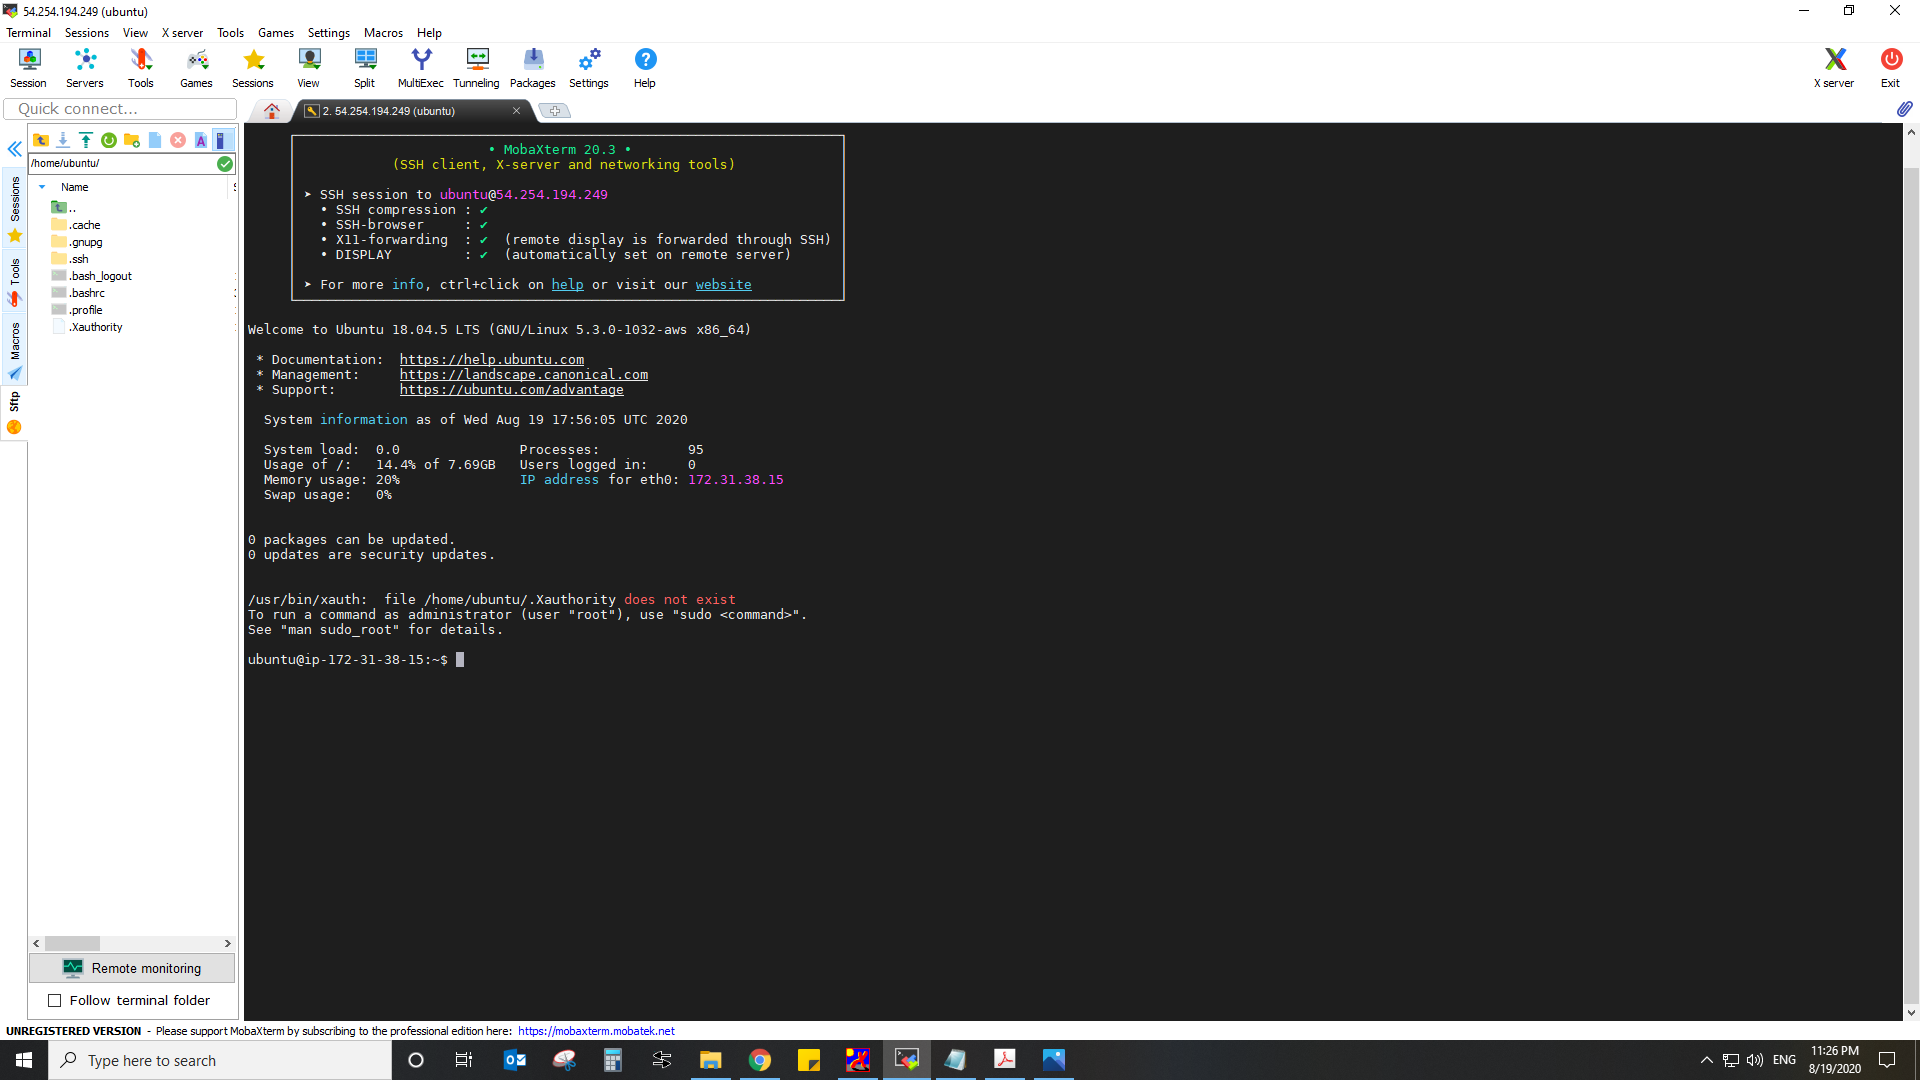 54.254.194.249 (ubuntu)
Terminal Sessions View X server Tools Games Settings Macros Help
Session Servers Tools Games Sessions View Split MultiExec Tunneling Packages Settings Help X server Exit
Quick connect...
2. 54.254.194.249 (ubuntu)
/home/ubuntu/
Name
..
.cache
.gnupg
.ssh
.bash_logout
.bashrc
.profile
.Xauthority
Sessions
Tools
Macros
Sftp
Remote monitoring
Follow terminal folder
• MobaXterm 20.3 •
(SSH client, X-server and networking tools)
➤ SSH session to ubuntu@54.254.194.249
• SSH compression : ✔
• SSH-browser : ✔
• X11-forwarding : ✔ (remote display is forwarded through SSH)
• DISPLAY : ✔ (automatically set on remote server)
➤ For more info, ctrl+click on help or visit our website
Welcome to Ubuntu 18.04.5 LTS (GNU/Linux 5.3.0-1032-aws x86_64)
* Documentation: https://help.ubuntu.com
* Management: https://landscape.canonical.com
* Support: https://ubuntu.com/advantage
System information as of Wed Aug 19 17:56:05 UTC 2020
System load: 0.0 Processes: 95
Usage of /: 14.4% of 7.69GB Users logged in: 0
Memory usage: 20% IP address for eth0: 172.31.38.15
Swap usage: 0%
0 packages can be updated.
0 updates are security updates.
/usr/bin/xauth: file /home/ubuntu/.Xauthority does not exist
To run a command as administrator (user "root"), use "sudo <command>".
See "man sudo_root" for details.
ubuntu@ip-172-31-38-15:~$
UNREGISTERED VERSION - Please support MobaXterm by subscribing to the professional edition here: https://mobaxterm.mobatek.net
Type here to search
ENG
11:26 PM
8/19/2020